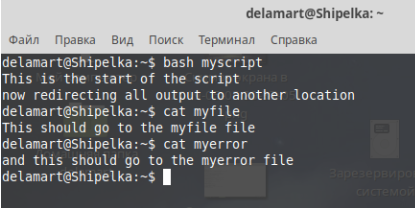 delamart@Shipelka: ~
Файл Правка Вид Поиск Терминал Справка
delamart@Shipelka:~$ bash myscript
This is the start of the script
now redirecting all output to another location
delamart@Shipelka:~$ cat myfile
This should go to the myfile file
delamart@Shipelka:~$ cat myerror
and this should go to the myerror file
delamart@Shipelka:~$